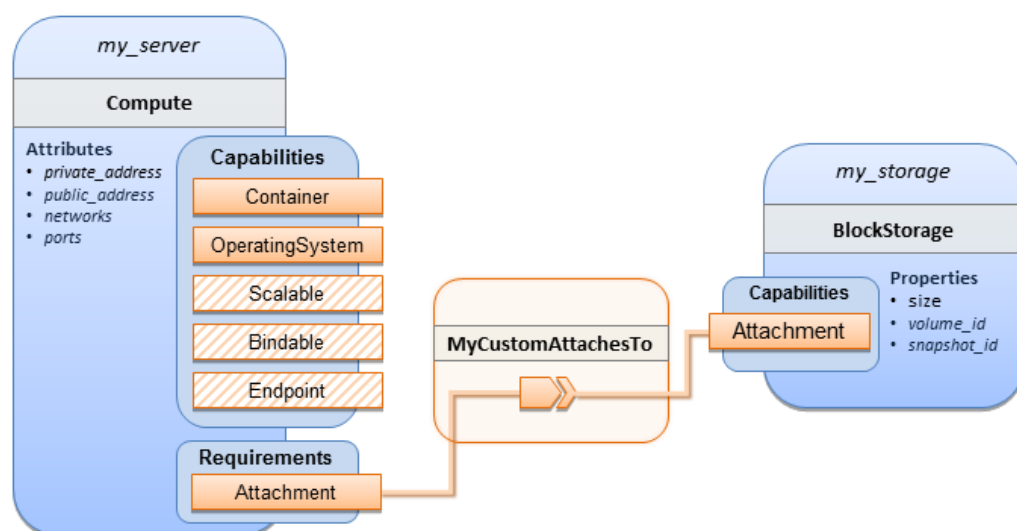 my_server
Compute
Attributes
• private_address
• public_address
• networks
• ports
Capabilities
Container
OperatingSystem
Scalable
Bindable
Endpoint
Requirements
Attachment
MyCustomAttachesTo
my_storage
BlockStorage
Capabilities
Attachment
Properties
• size
• volume_id
• snapshot_id